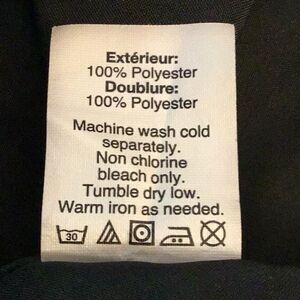 Extérieur:
100% Polyester
Doublure:
100% Polyester
Machine wash cold
separately.
Non chlorine
bleach only.
Tumble dry low.
Warm iron as needed.
30